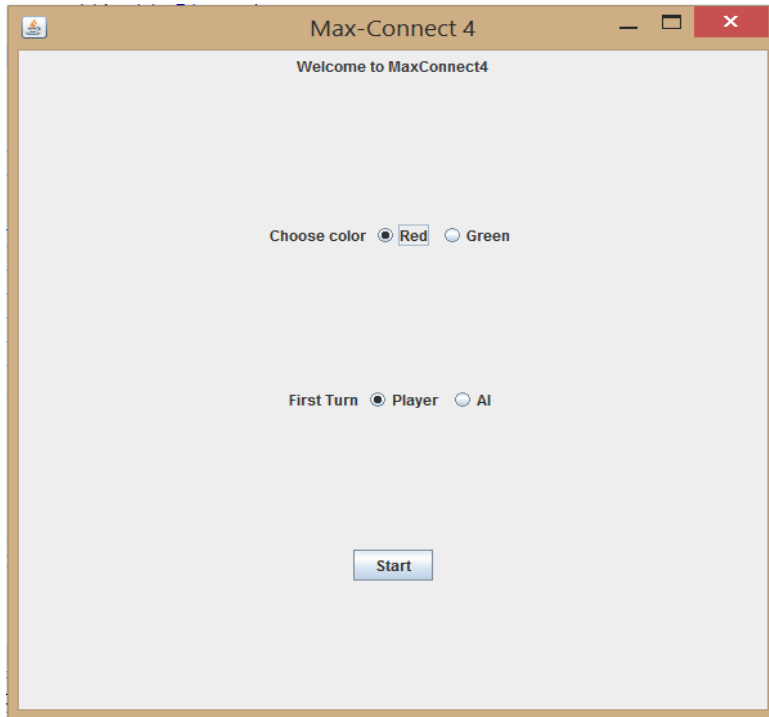 Max-Connect 4
Welcome to MaxConnect4
Choose color Red Green
First Turn Player AI
Start